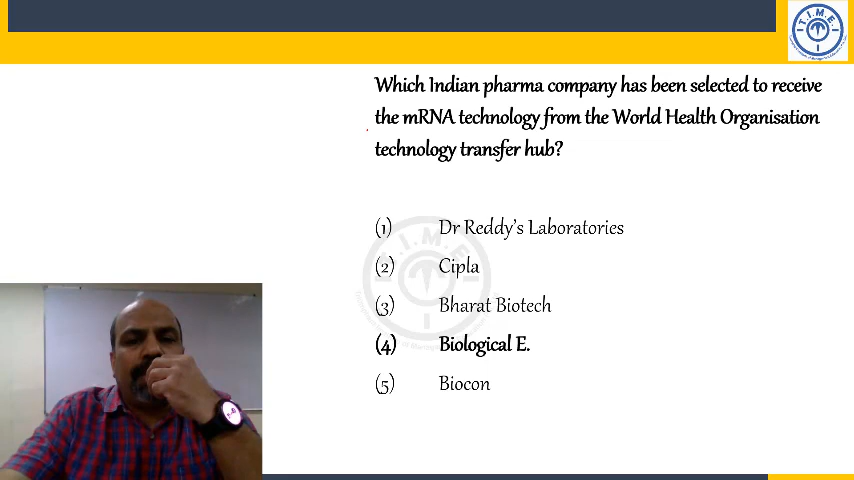 T.I.M.E.
Which Indian pharma company has been selected to receive
the mRNA technology from the World Health Organisation
technology transfer hub?
(1) Dr Reddy's Laboratories
(2) Cipla
(3) Bharat Biotech
(4) Biological E.
(5) Biocon